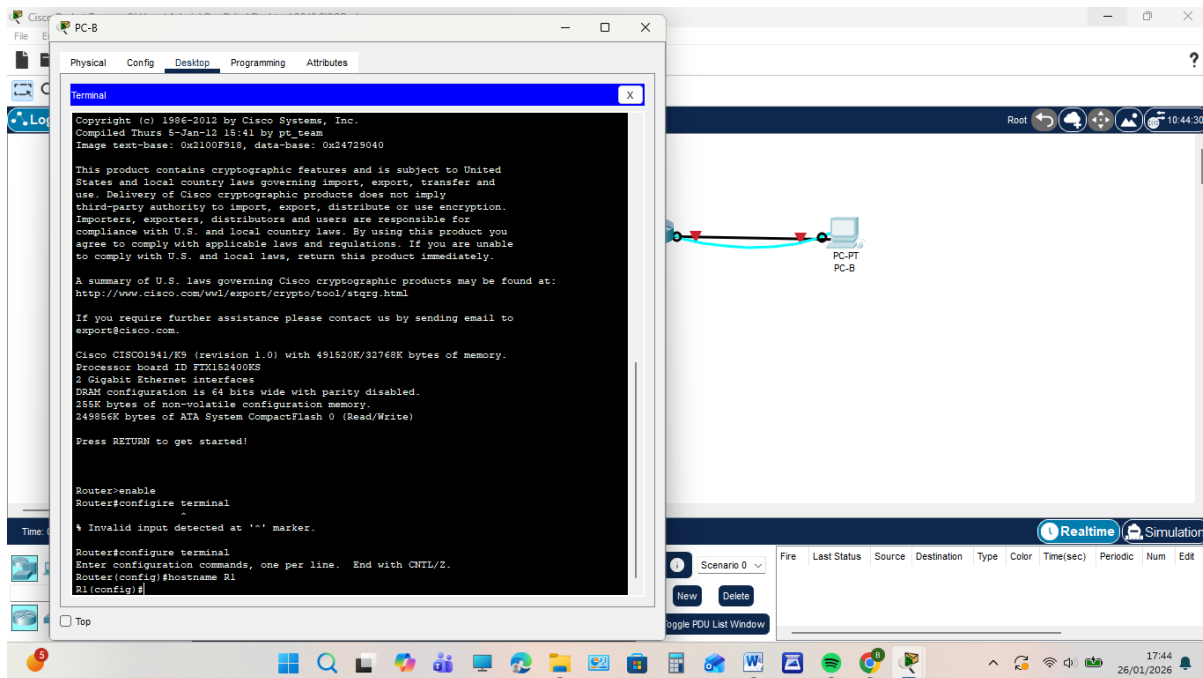 Cisco
PC-B
File
Physical Config Desktop Programming Attributes
Terminal
X
Copyright (c) 1986-2012 by Cisco Systems, Inc.
Compiled Thurs 5-Jan-12 15:41 by pt_team
Image text-base: 0x2100F918, data-base: 0x24729040
This product contains cryptographic features and is subject to United
States and local country laws governing import, export, transfer and
use. Delivery of Cisco cryptographic products does not imply
third-party authority to import, export, distribute or use encryption.
Importers, exporters, distributors and users are responsible for
compliance with U.S. and local country laws. By using this product you
agree to comply with applicable laws and regulations. If you are unable
to comply with U.S. and local laws, return this product immediately.
A summary of U.S. laws governing Cisco cryptographic products may be found at:
http://www.cisco.com/wwl/export/crypto/tool/stqrg.html
If you require further assistance please contact us by sending email to
export@cisco.com.
Cisco CISCO1941/K9 (revision 1.0) with 491520K/32768K bytes of memory.
Processor board ID FTX152400KS
2 Gigabit Ethernet interfaces
DRAM configuration is 64 bits wide with parity disabled.
255K bytes of non-volatile configuration memory.
249856K bytes of ATA System CompactFlash 0 (Read/Write)
Press RETURN to get started!
Router>enable
Router#configire terminal
^
% Invalid input detected at '^' marker.
Router#configure terminal
Enter configuration commands, one per line. End with CNTL/Z.
Router(config)#hostname R1
R1(config)#
Top
Root 10:44:30
PC-PT
PC-B
Time:
Realtime Simulation
Scenario 0
New Delete
Toggle PDU List Window
Fire Last Status Source Destination Type Color Time(sec) Periodic Num Edit
5
17:44
26/01/2026